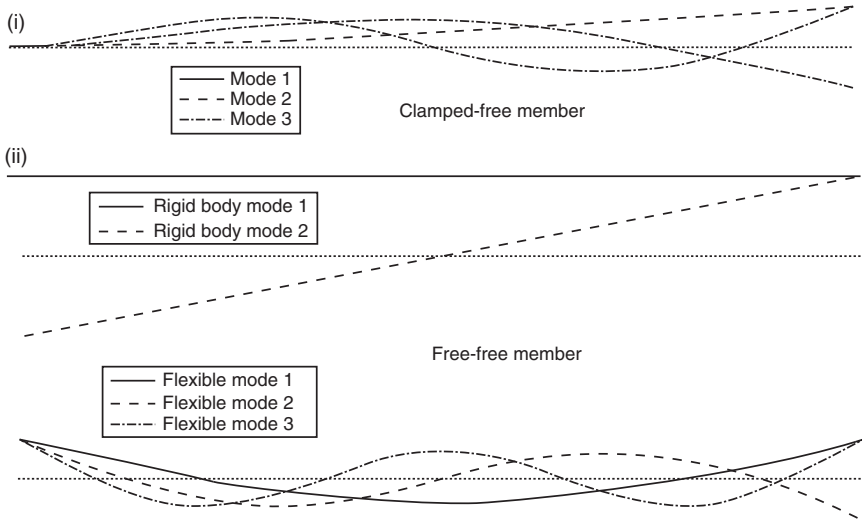 (i)
Mode 1
Mode 2
Mode 3
Clamped-free member
(ii)
Rigid body mode 1
Rigid body mode 2
Free-free member
Flexible mode 1
Flexible mode 2
Flexible mode 3